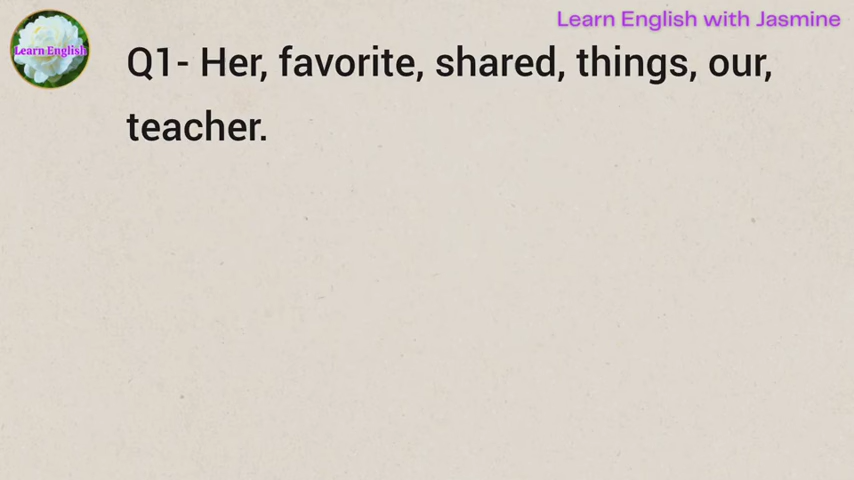 Learn English with Jasmine
Learn English
Q1- Her, favorite, shared, things, our,
teacher.